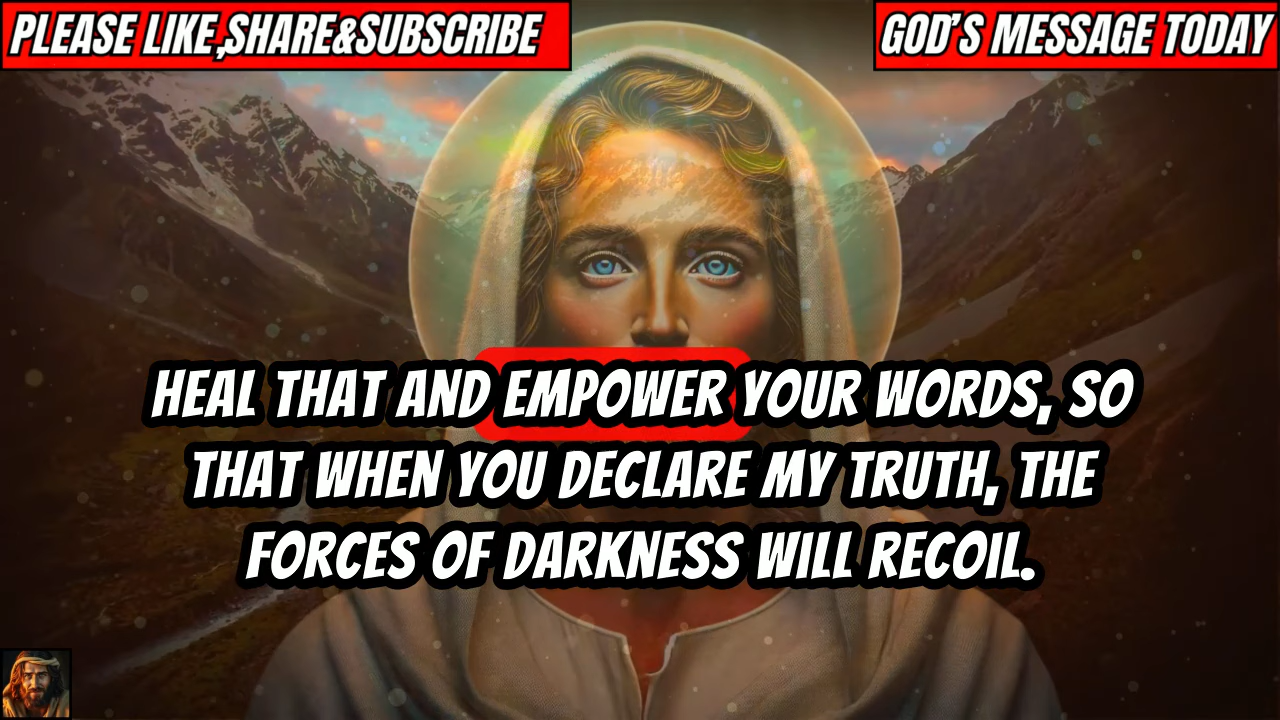 PLEASE LIKE,SHARE&SUBSCRIBE
GOD'S MESSAGE TODAY
HEAL THAT AND EMPOWER YOUR WORDS, SO
THAT WHEN YOU DECLARE MY TRUTH, THE
FORCES OF DARKNESS WILL RECOIL.